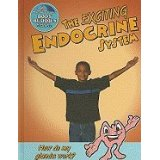 THE EXCITING
ENDOCRINE
SYSTEM
How do my
glands work?